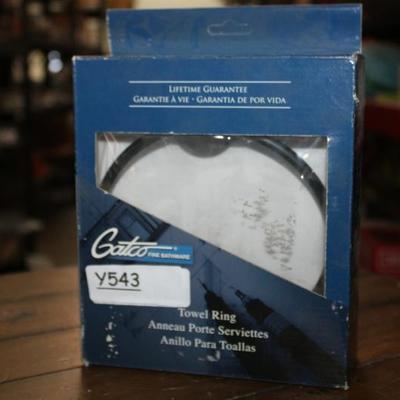 LIFETIME GUARANTEE
GARANTIE À VIE • GARANTIA DE POR VIDA
Gatco®
FINE BATHWARE
Y543
Towel Ring
Anneau Porte Serviettes
Anillo Para Toallas